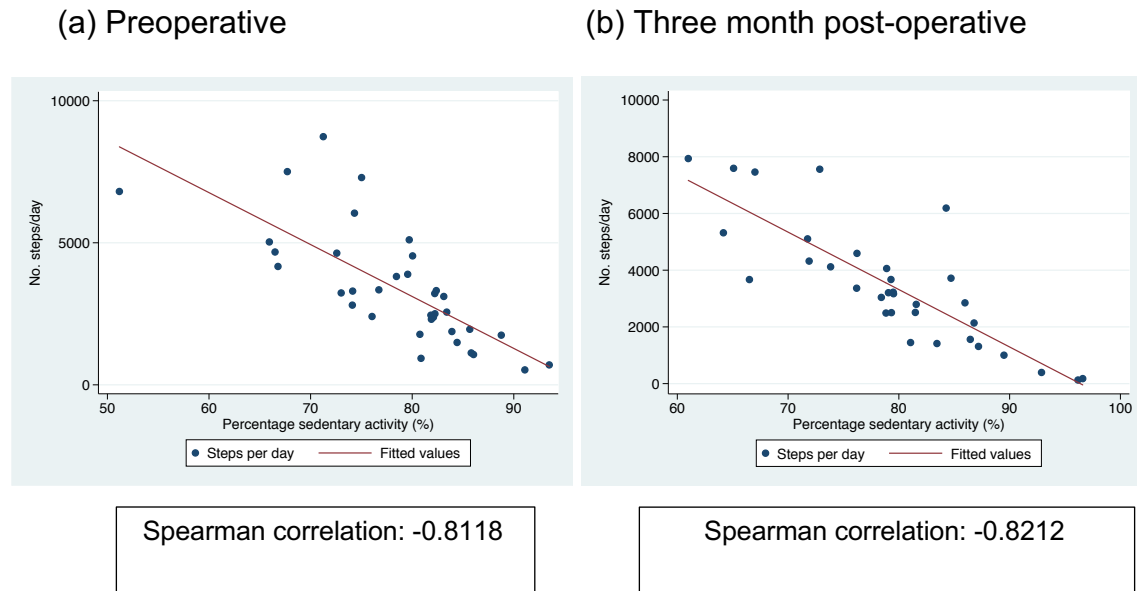 (a) Preoperative
(b) Three month post-operative
10000
5000
0
No. steps/day
50 60 70 80 90
Percentage sedentary activity (%)
Steps per day Fitted values
10000
8000
6000
4000
2000
0
No. steps/day
60 70 80 90 100
Percentage sedentary activity (%)
Steps per day Fitted values
Spearman correlation: -0.8118
Spearman correlation: -0.8212